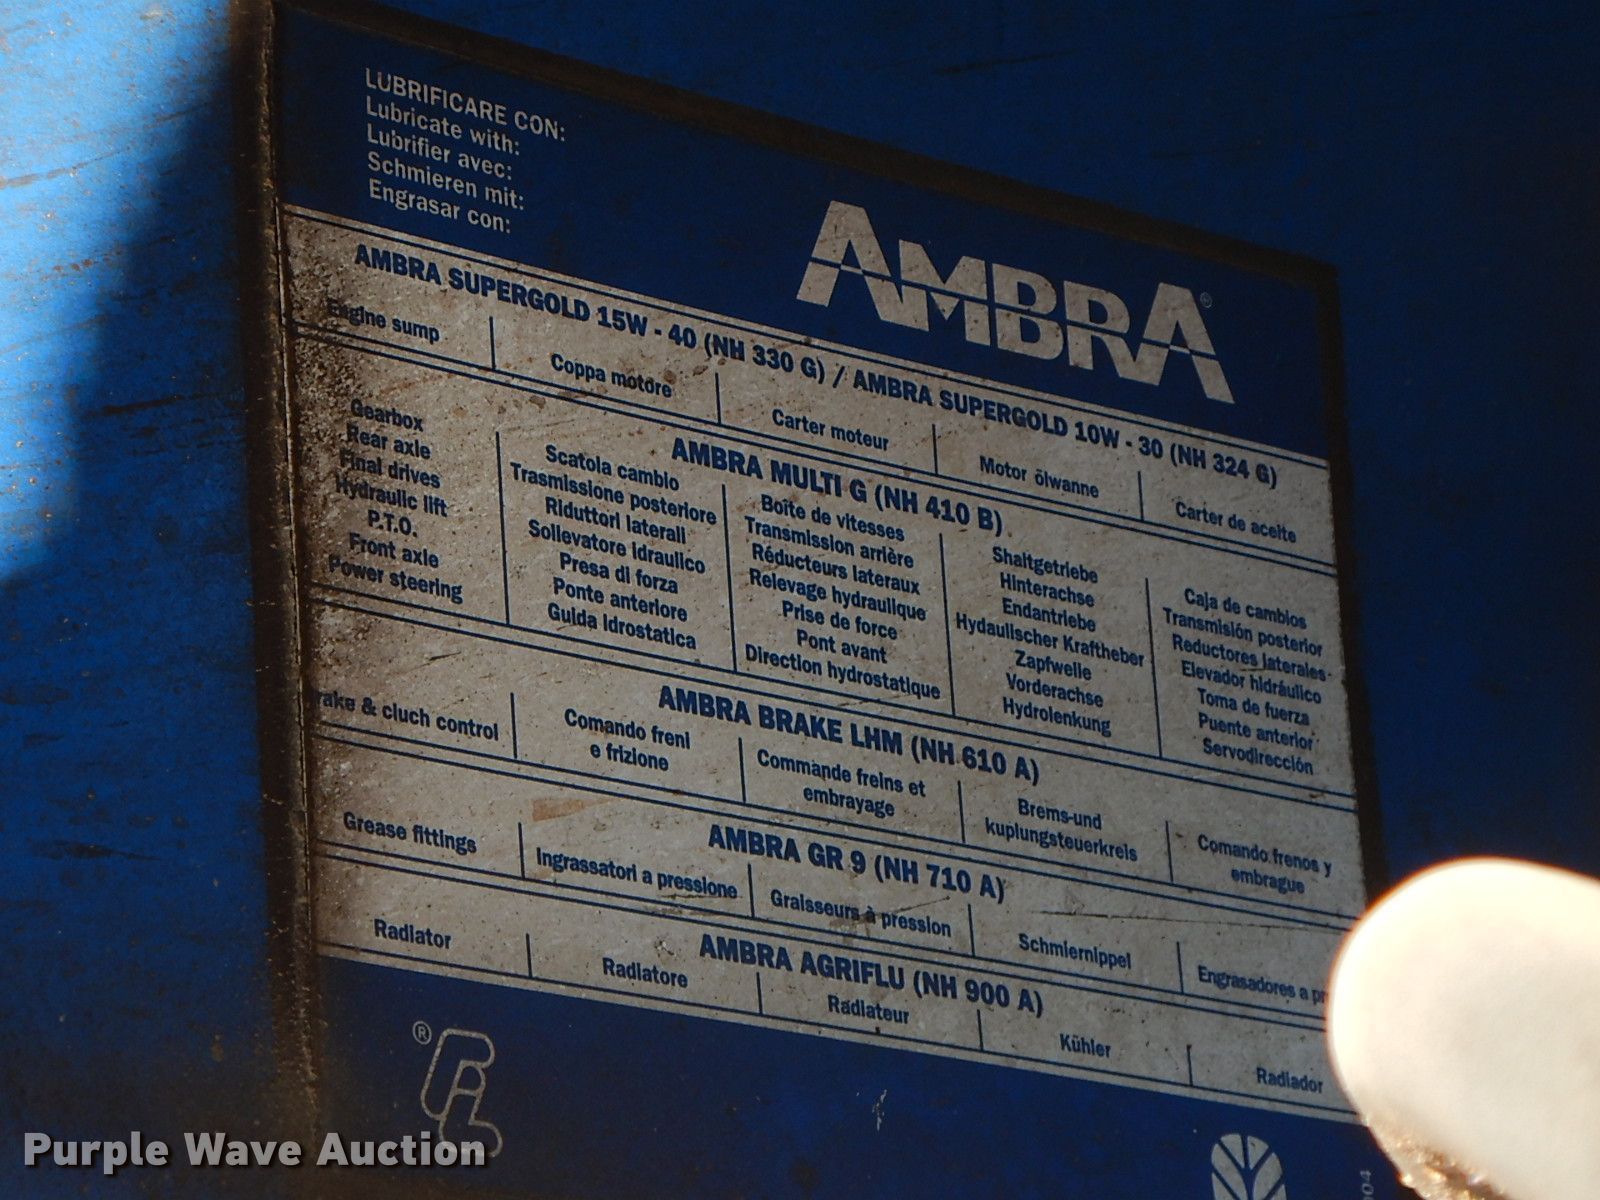 LUBRIFICARE CON:
Lubricate with:
Lubrifier avec:
Schmieren mit:
Engrasar con:
AMBRA®
AMBRA SUPERGOLD 15W - 40 (NH 330 G) / AMBRA SUPERGOLD 10W - 30 (NH 324 G)
Engine sump
Coppa motore
Carter moteur
Motor ölwanne
Carter de aceite
AMBRA MULTI G (NH 410 B)
Gearbox
Rear axle
Final drives
Hydraulic lift
P.T.O.
Front axle
Power steering
Scatola cambio
Trasmissione posteriore
Riduttori laterali
Sollevatore idraulico
Presa di forza
Ponte anteriore
Guida idrostatica
Boîte de vitesses
Transmission arrière
Réducteurs lateraux
Relevage hydraulique
Prise de force
Pont avant
Direction hydrostatique
Shaltgetriebe
Hinterachse
Endantriebe
Hydaulischer Kraftheber
Zapfwelle
Vorderachse
Hydrolenkung
Caja de cambios
Transmisión posterior
Reductores laterales
Elevador hidráulico
Toma de fuerza
Puente anterior
Servodirección
AMBRA BRAKE LHM (NH 610 A)
rake & cluch control
Comando freni
e frizione
Commande freins et
embrayage
Brems-und
kuplungsteuerkreis
Comando frenos y
embrague
AMBRA GR 9 (NH 710 A)
Grease fittings
Ingrassatori a pressione
Graisseurs à pression
Schmiernippel
Engrasadores a pr
AMBRA AGRIFLU (NH 900 A)
Radiator
Radiatore
Radiateur
Kühler
Radiador
® FL
04
Purple Wave Auction